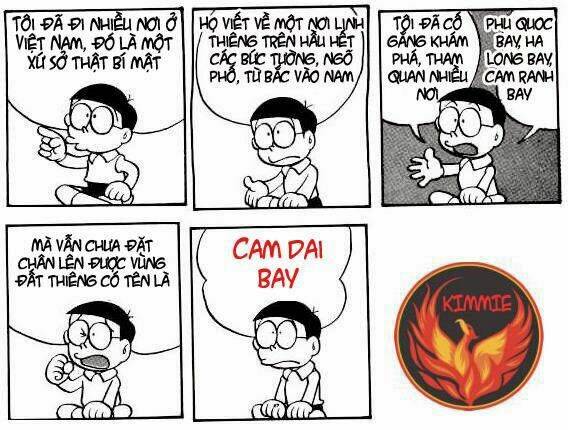 TÔI ĐÃ ĐI NHIỀU NƠI Ở
VIỆT NAM, ĐÓ LÀ MỘT
XỨ SỞ THẬT BÍ MẬT
HỌ VIẾT VỀ MỘT NƠI LINH
THIÊNG TRÊN HẦU HẾT
CÁC BỨC TƯỜNG, NGÕ
PHỐ, TỪ BẮC VÀO NAM
TÔI ĐÃ CỐ
GẮNG KHÁM
PHÁ, THAM
QUAN NHIỀU
NƠI
PHU QUOC
BAY, HA
LONG BAY,
CAM RANH
BAY
MÀ VẪN CHƯA ĐẶT
CHÂN LÊN ĐƯỢC VÙNG
ĐẤT THIÊNG CÓ TÊN LÀ
CAM DAI
BAY
KIMMIE